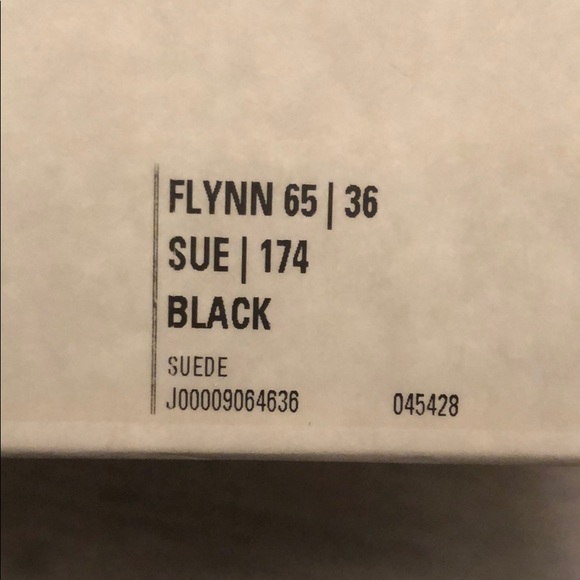 FLYNN 65 | 36
SUE | 174
BLACK
SUEDE
J00009064636 045428